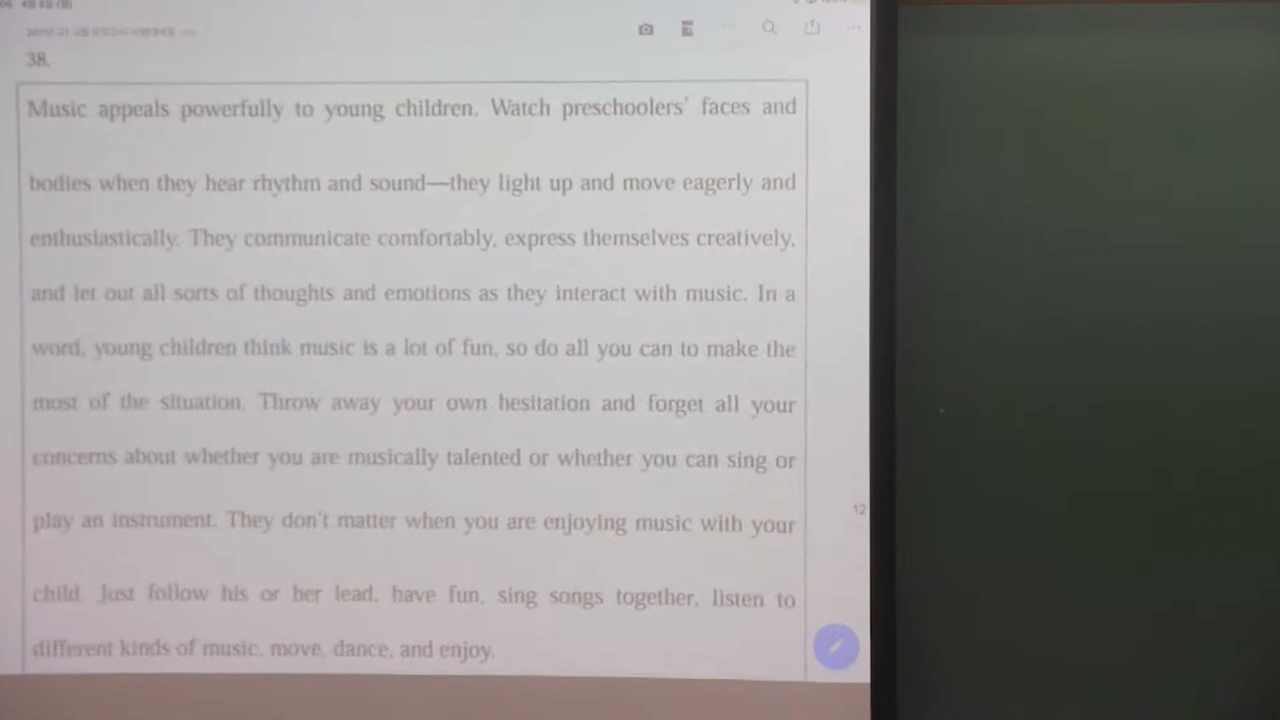 38.
Music appeals powerfully to young children. Watch preschoolers' faces and
bodies when they hear rhythm and sound—they light up and move eagerly and
enthusiastically. They communicate comfortably, express themselves creatively,
and let out all sorts of thoughts and emotions as they interact with music. In a
word, young children think music is a lot of fun, so do all you can to make the
most of the situation. Throw away your own hesitation and forget all your
concerns about whether you are musically talented or whether you can sing or
play an instrument. They don't matter when you are enjoying music with your
12
child. Just follow his or her lead, have fun, sing songs together, listen to
different kinds of music, move, dance, and enjoy.